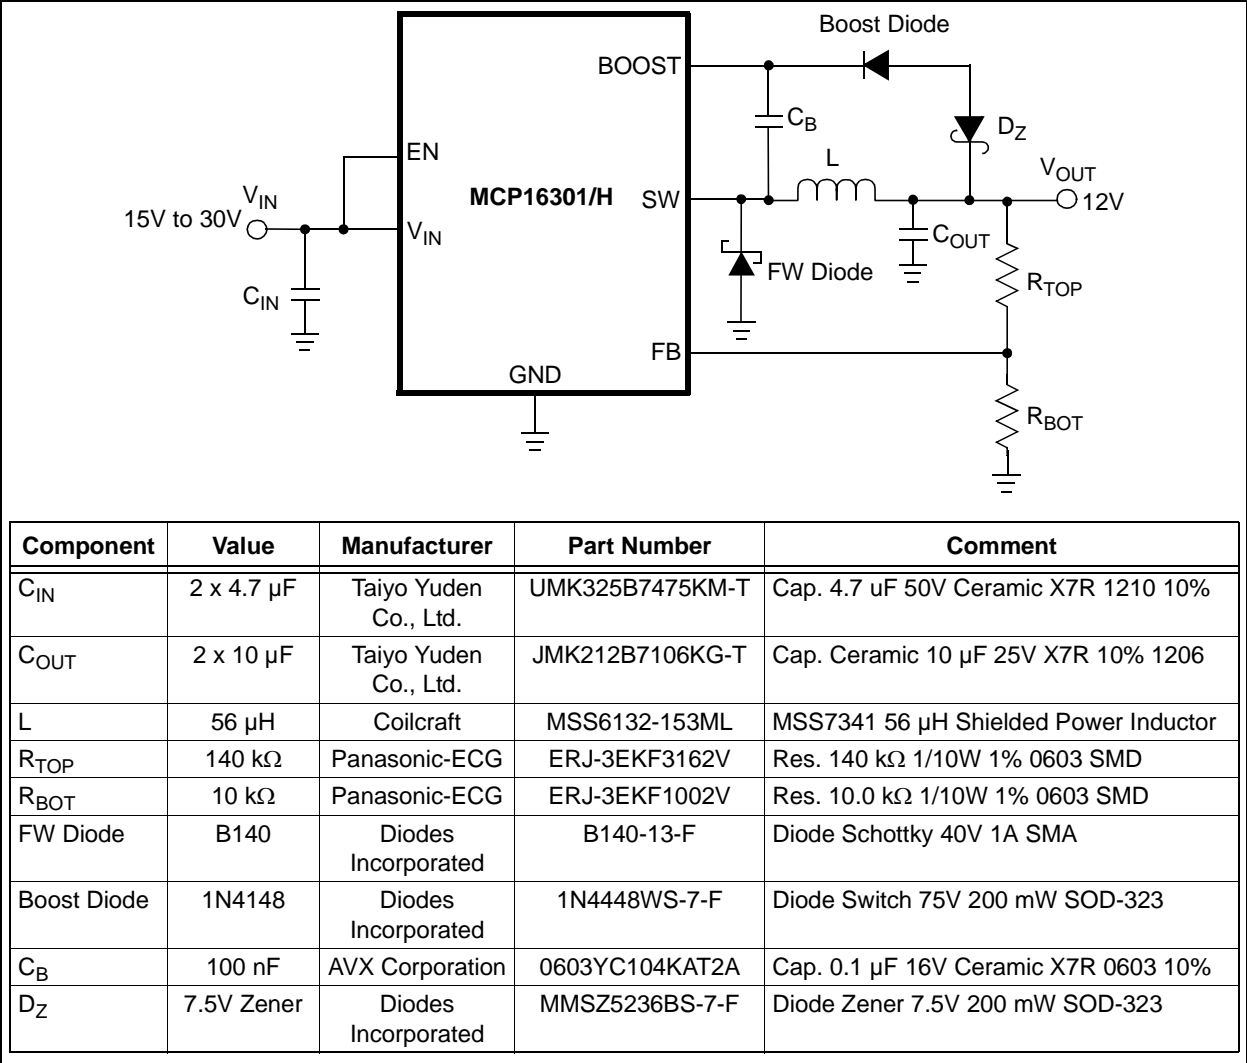 Boost Diode
BOOST
C_B
D_Z
EN
L
V_OUT
MCP16301/H
SW
12V
V_IN
15V to 30V
V_IN
C_OUT
FW Diode
R_TOP
C_IN
FB
GND
R_BOT
Component Value Manufacturer Part Number Comment
C_IN 2 x 4.7 µF Taiyo Yuden Co., Ltd. UMK325B7475KM-T Cap. 4.7 uF 50V Ceramic X7R 1210 10%
C_OUT 2 x 10 µF Taiyo Yuden Co., Ltd. JMK212B7106KG-T Cap. Ceramic 10 µF 25V X7R 10% 1206
L 56 µH Coilcraft MSS6132-153ML MSS7341 56 µH Shielded Power Inductor
R_TOP 140 kΩ Panasonic-ECG ERJ-3EKF3162V Res. 140 kΩ 1/10W 1% 0603 SMD
R_BOT 10 kΩ Panasonic-ECG ERJ-3EKF1002V Res. 10.0 kΩ 1/10W 1% 0603 SMD
FW Diode B140 Diodes Incorporated B140-13-F Diode Schottky 40V 1A SMA
Boost Diode 1N4148 Diodes Incorporated 1N4448WS-7-F Diode Switch 75V 200 mW SOD-323
C_B 100 nF AVX Corporation 0603YC104KAT2A Cap. 0.1 µF 16V Ceramic X7R 0603 10%
D_Z 7.5V Zener Diodes Incorporated MMSZ5236BS-7-F Diode Zener 7.5V 200 mW SOD-323